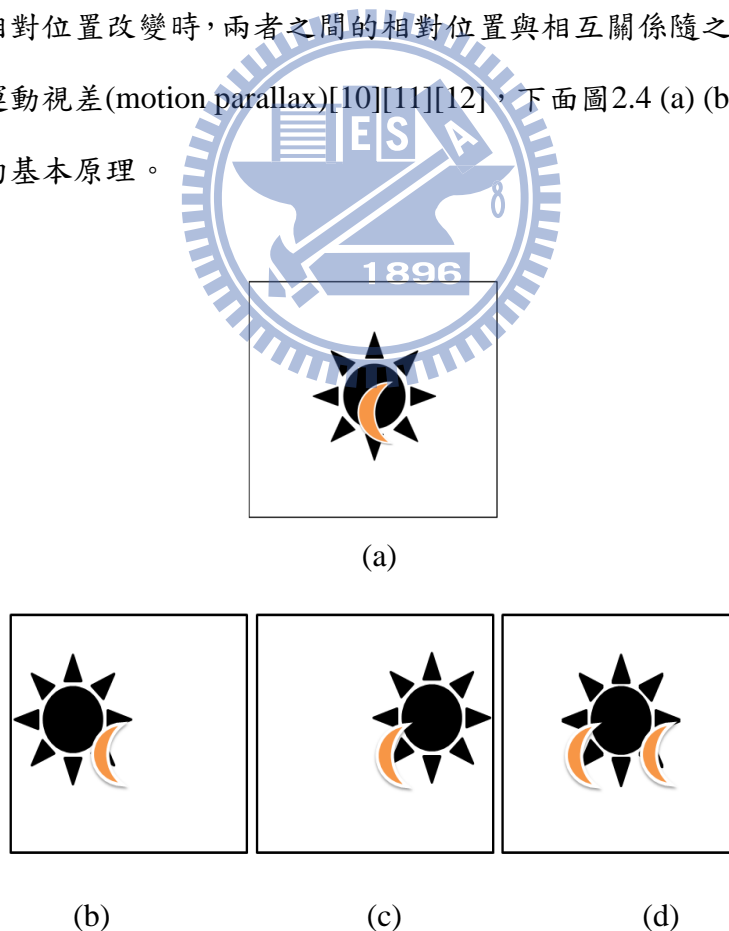 相對位置改變時，兩者之間的相對位置與相互關係隨之
運動視差(motion parallax)[10][11][12]，下面圖2.4 (a) (b
的基本原理。
E S A
1896
(a)
(b) (c) (d)